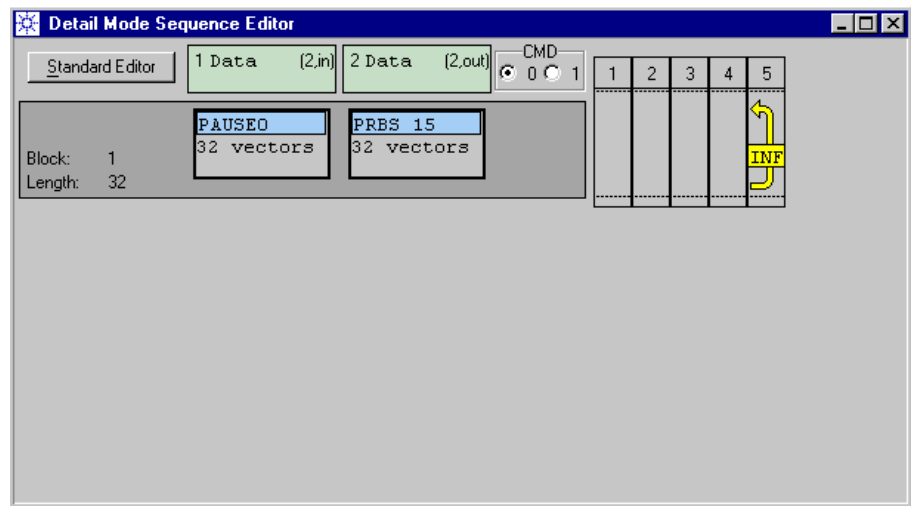 Detail Mode Sequence Editor
Standard Editor
1 Data (2,in)
2 Data (2,out)
CMD
0 1
1 2 3 4 5
PAUSE0
32 vectors
PRBS 15
32 vectors
Block: 1
Length: 32
INF